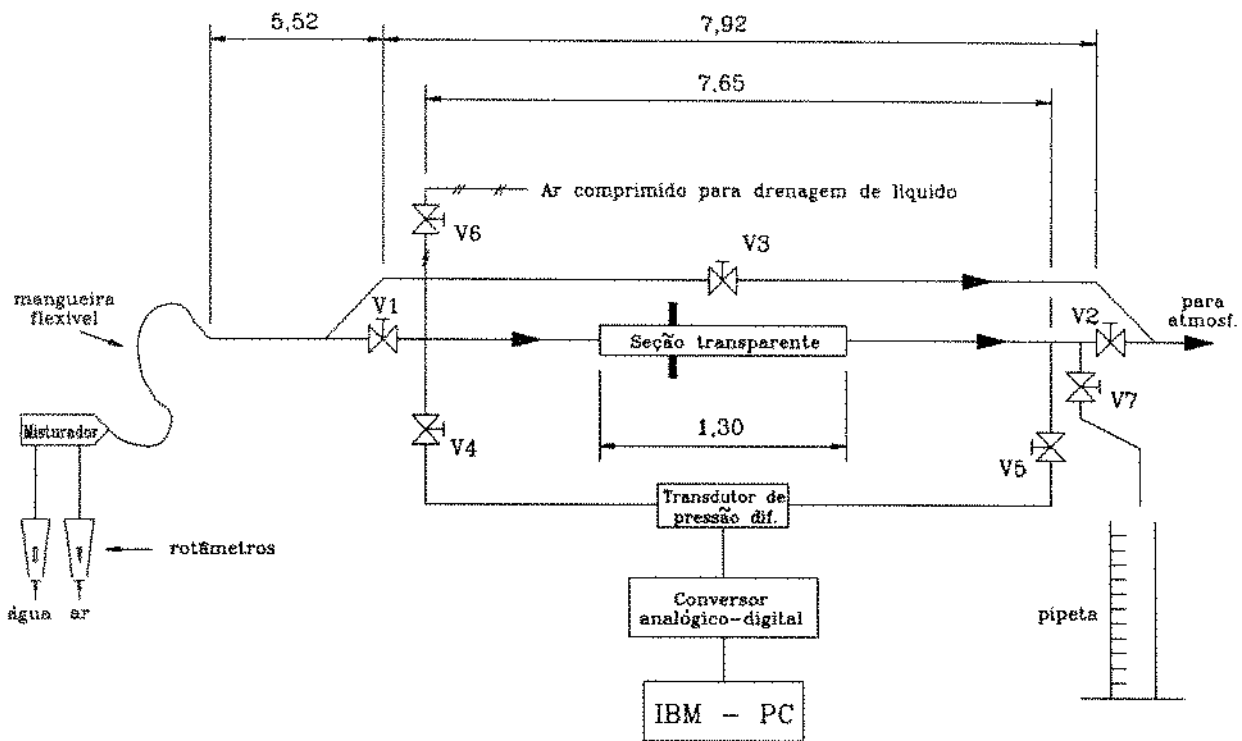 5,52
7,92
7,65
Ar comprimido para drenagem de líquido
V6
V3
mangueira
flexível
V1
V2
para
atmosf.
Seção transparente
V7
Misturador
V4
1,30
V5
Transdutor de
pressão dif.
rotâmetros
água
ar
Conversor
analógico-digital
pipeta
IBM - PC